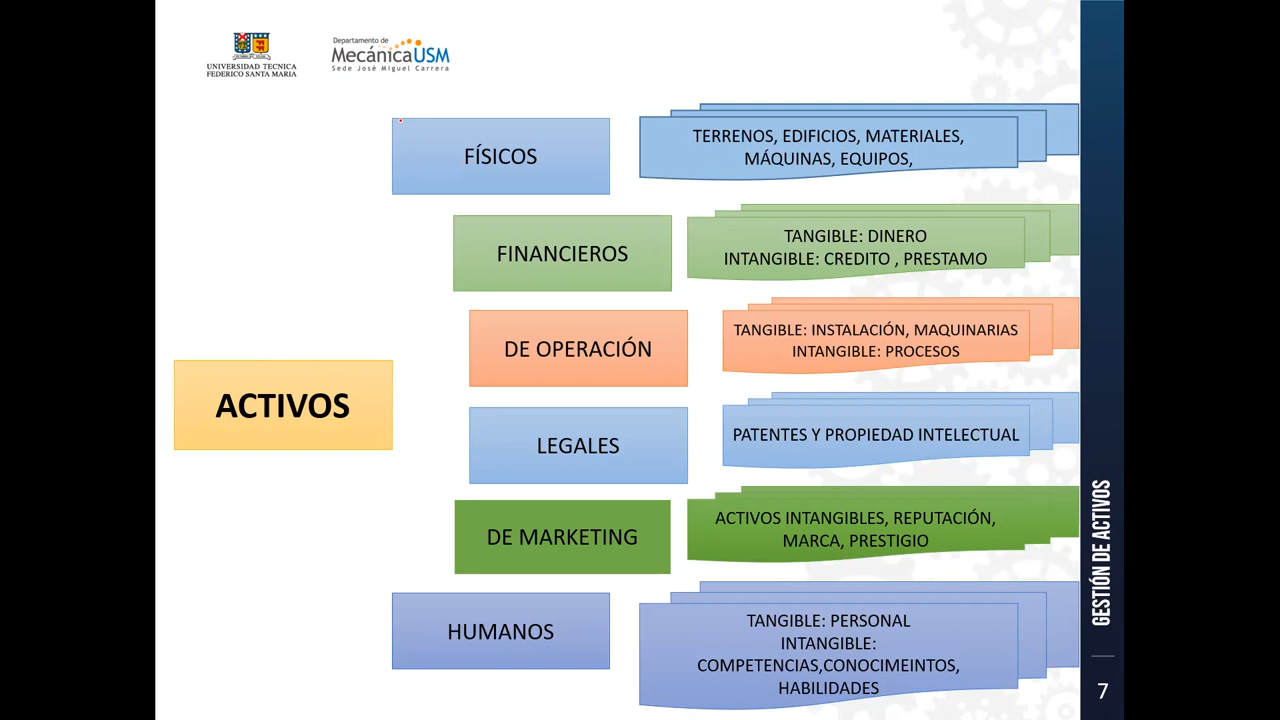 UNIVERSIDAD TECNICA
FEDERICO SANTA MARIA
Departamento de
MecánicaUSM
Sede José Miguel Carrera
FÍSICOS
TERRENOS, EDIFICIOS, MATERIALES,
MÁQUINAS, EQUIPOS,
FINANCIEROS
TANGIBLE: DINERO
INTANGIBLE: CREDITO , PRESTAMO
DE OPERACIÓN
TANGIBLE: INSTALACIÓN, MAQUINARIAS
INTANGIBLE: PROCESOS
ACTIVOS
LEGALES
PATENTES Y PROPIEDAD INTELECTUAL
DE MARKETING
ACTIVOS INTANGIBLES, REPUTACIÓN,
MARCA, PRESTIGIO
HUMANOS
TANGIBLE: PERSONAL
INTANGIBLE:
COMPETENCIAS,CONOCIMEINTOS,
HABILIDADES
GESTIÓN DE ACTIVOS
7